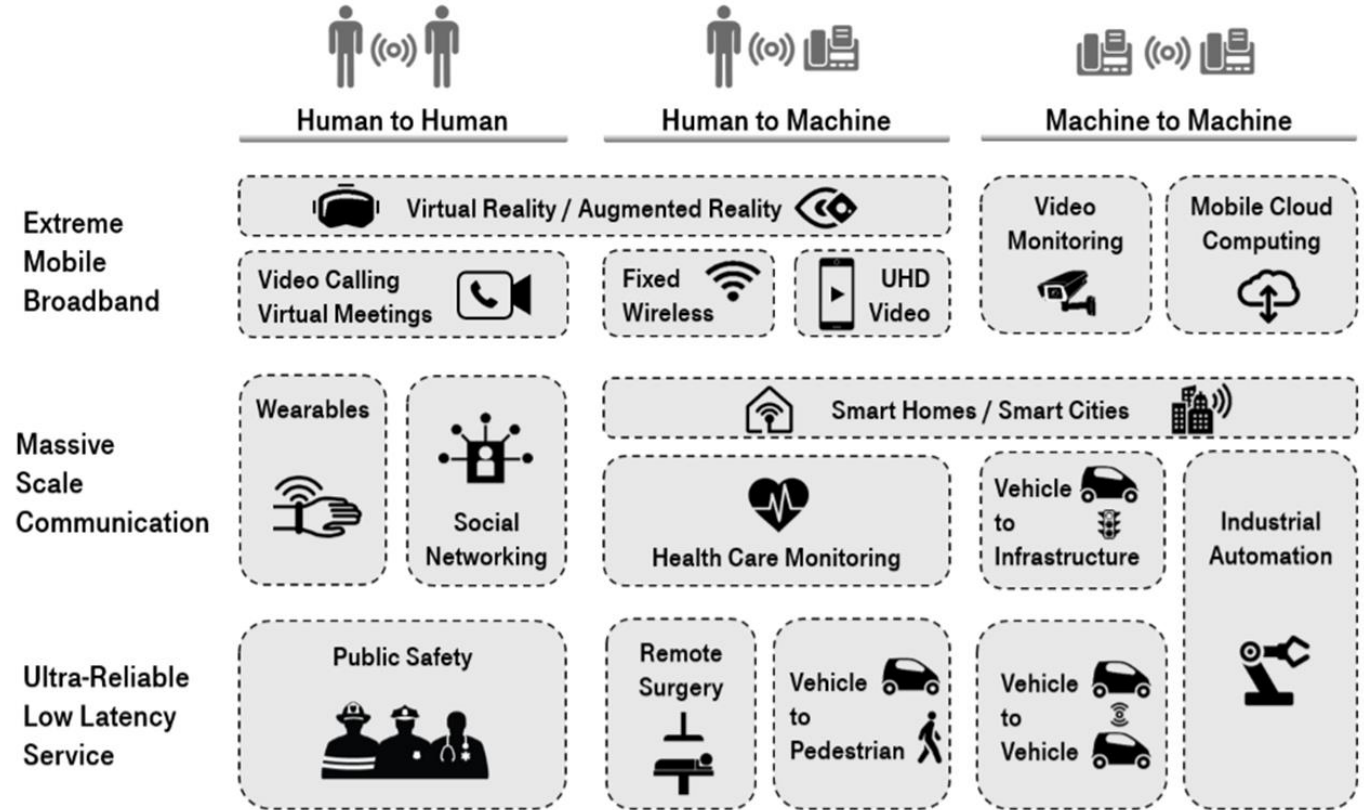 Human to Human
Human to Machine
Machine to Machine
Extreme
Mobile
Broadband
Virtual Reality / Augmented Reality
Video
Monitoring
Mobile Cloud
Computing
Video Calling
Virtual Meetings
Fixed
Wireless
UHD
Video
Massive
Scale
Communication
Wearables
Social
Networking
Smart Homes / Smart Cities
Health Care Monitoring
Vehicle
to
Infrastructure
Industrial
Automation
Ultra-Reliable
Low Latency
Service
Public Safety
Remote
Surgery
Vehicle
to
Pedestrian
Vehicle
to
Vehicle